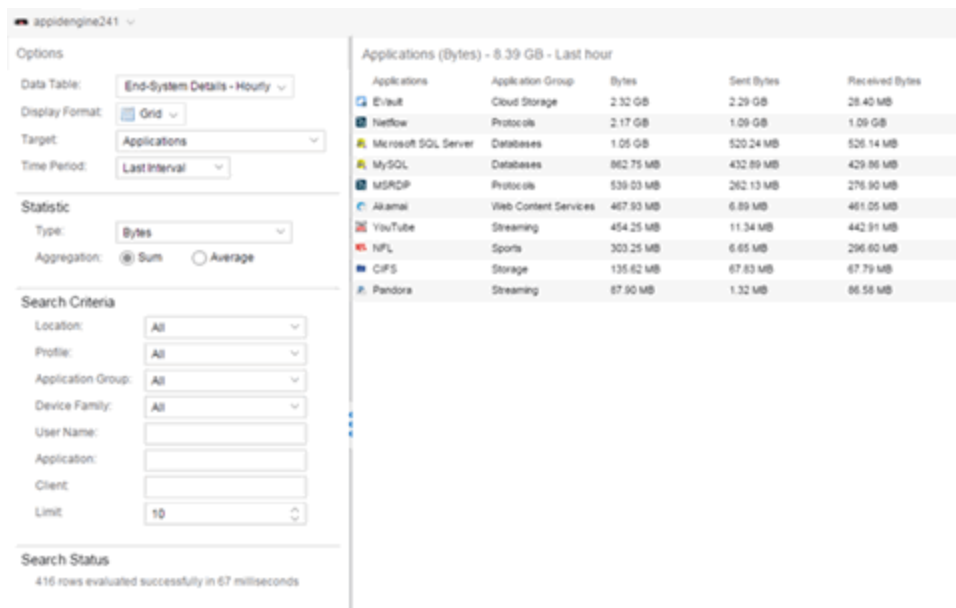 appidengine241
Options
Data Table: End-System Details - Hourly
Display Format: Grid
Target: Applications
Time Period: Last Interval
Statistic
Type: Bytes
Aggregation: Sum Average
Search Criteria
Location: All
Profile: All
Application Group: All
Device Family: All
User Name:
Application:
Client:
Limit: 10
Search Status
416 rows evaluated successfully in 67 milliseconds
Applications (Bytes) - 8.39 GB - Last hour
Applications Application Group Bytes Sent Bytes Received Bytes
EVault Cloud Storage 2.32 GB 2.29 GB 28.40 MB
Netflow Protocols 2.17 GB 1.09 GB 1.09 GB
Microsoft SQL Server Databases 1.05 GB 520.24 MB 526.14 MB
MySQL Databases 862.75 MB 432.89 MB 429.86 MB
MSRDP Protocols 539.03 MB 262.13 MB 276.90 MB
Akamai Web Content Services 467.93 MB 6.89 MB 461.05 MB
YouTube Streaming 454.25 MB 11.34 MB 442.91 MB
NFL Sports 303.25 MB 6.65 MB 296.60 MB
CIFS Storage 135.62 MB 67.83 MB 67.79 MB
Pandora Streaming 87.90 MB 1.32 MB 86.58 MB